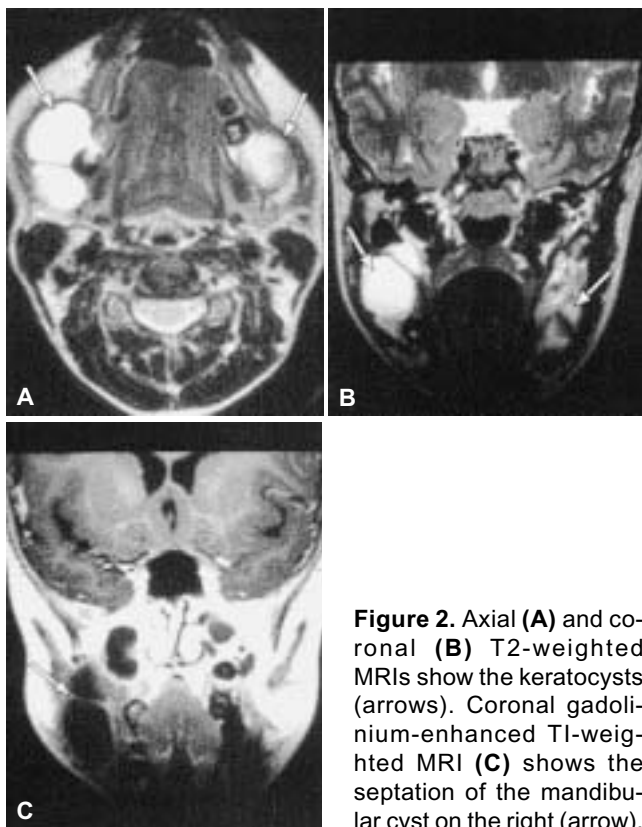 A
B
C
Figure 2. Axial (A) and co-
ronal (B) T2-weighted
MRIs show the keratocysts
(arrows). Coronal gadoli-
nium-enhanced TI-weig-
hted MRI (C) shows the
septation of the mandibu-
lar cyst on the right (arrow).